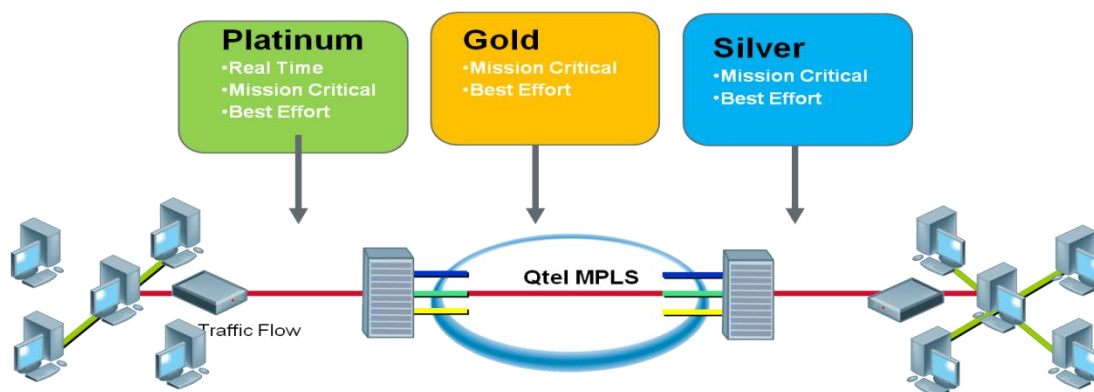 Platinum
•Real Time
•Mission Critical
•Best Effort
Gold
•Mission Critical
•Best Effort
Silver
•Mission Critical
•Best Effort
Qtel MPLS
Traffic Flow